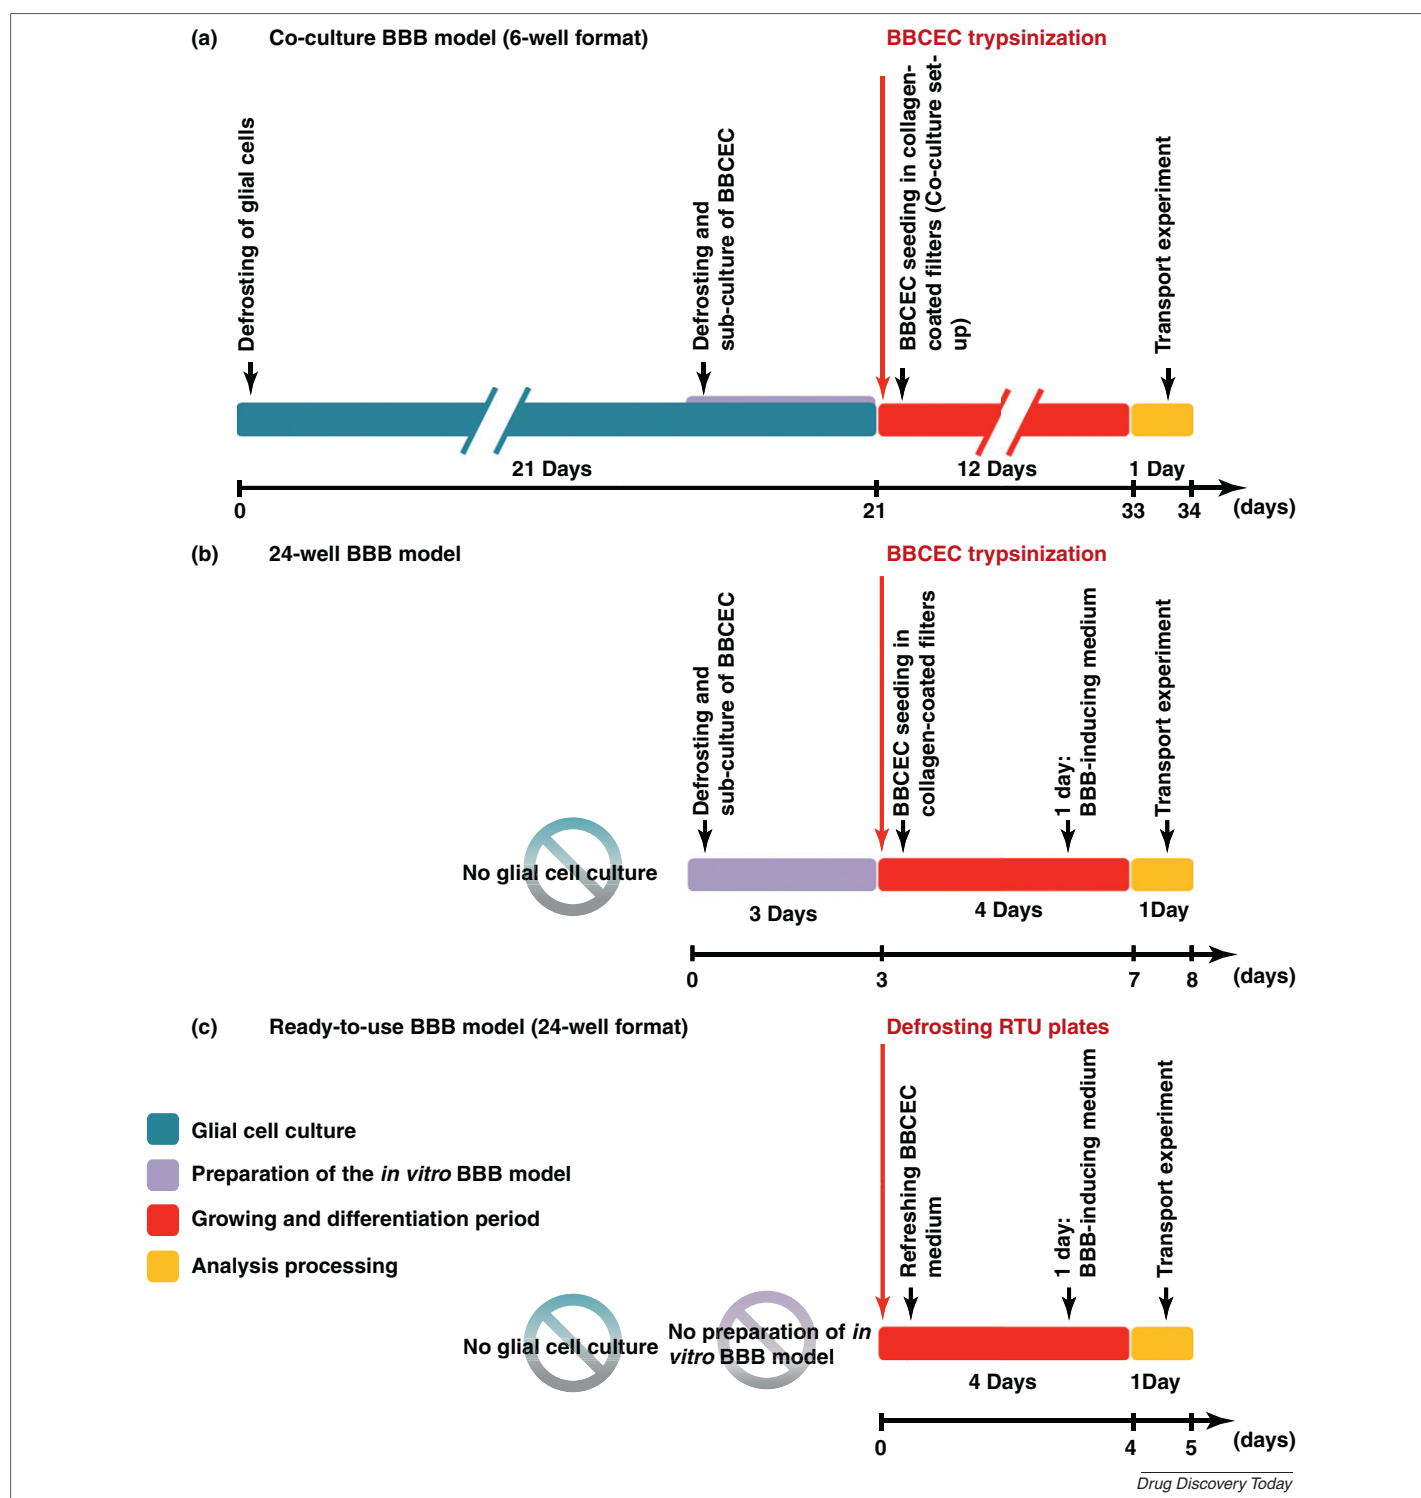 (a) Co-culture BBB model (6-well format)
BBCEC trypsinization
Defrosting of glial cells
Defrosting and
sub-culture of BBCEC
BBCEC seeding in collagen-
coated filters (Co-culture set-
up)
Transport experiment
21 Days
12 Days
1 Day
0
21
33
34
(days)
(b) 24-well BBB model
BBCEC trypsinization
Defrosting and
sub-culture of BBCEC
BBCEC seeding in
collagen-coated filters
1 day:
BBB-inducing medium
Transport experiment
No glial cell culture
3 Days
4 Days
1Day
0
3
7
8
(days)
(c) Ready-to-use BBB model (24-well format)
Defrosting RTU plates
Refreshing BBCEC
medium
1 day:
BBB-inducing medium
Transport experiment
Glial cell culture
Preparation of the in vitro BBB model
Growing and differentiation period
Analysis processing
No glial cell culture
No preparation of in
vitro BBB model
4 Days
1Day
0
4
5
(days)
Drug Discovery Today